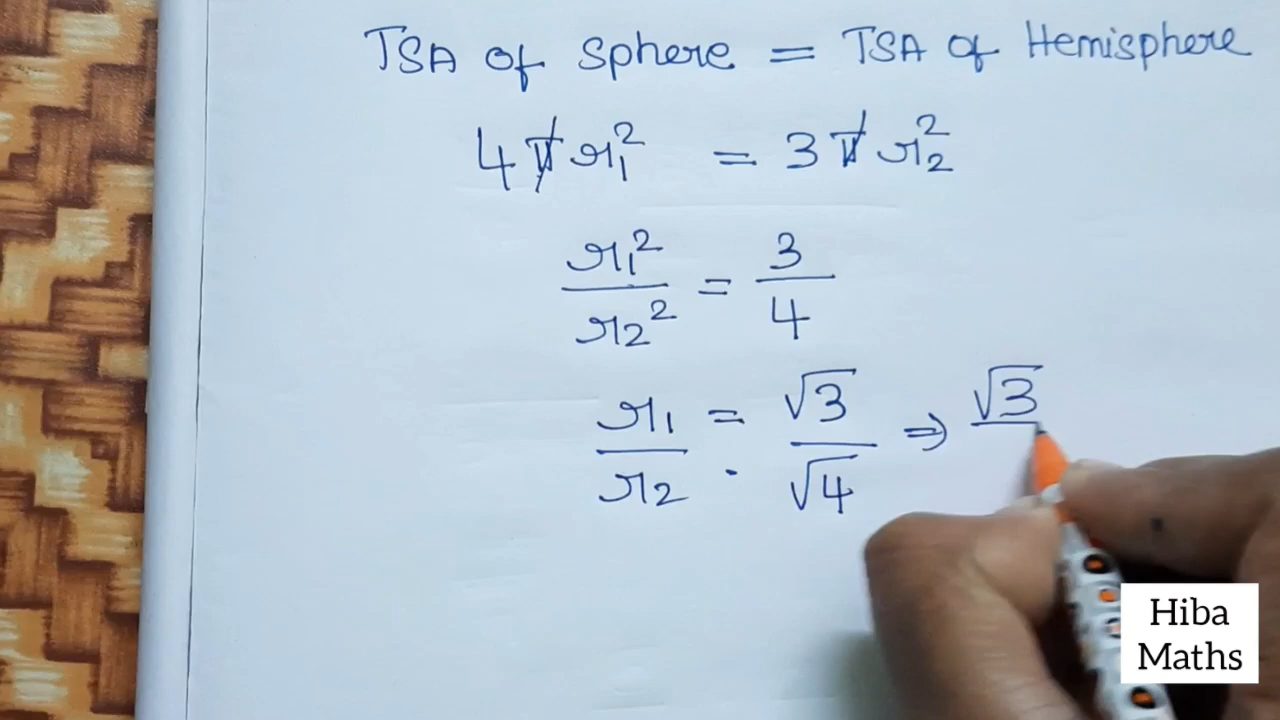 TSA of Sphere = TSA of Hemisphere
4πr₁² = 3πr₂²
r₁²/r₂² = 3/4
r₁/r₂ = √3/√4 ⇒ √3
Hiba
Maths